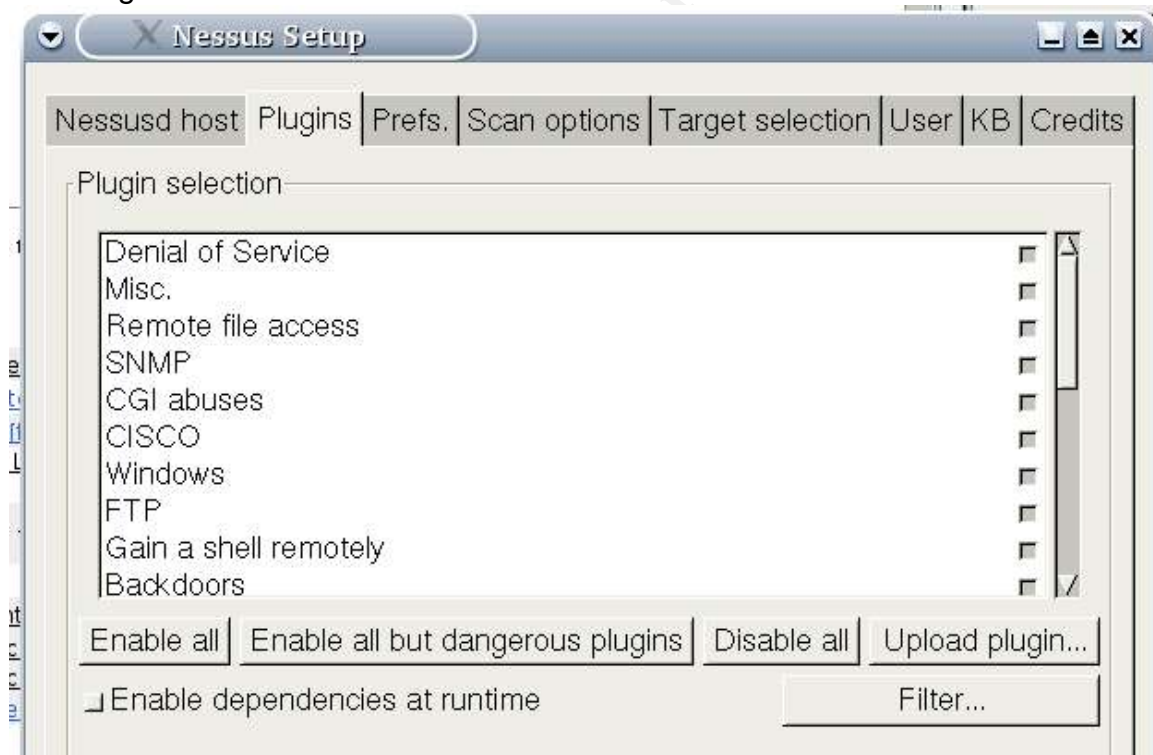 Nessus Setup
Nessusd host Plugins Prefs. Scan options Target selection User KB Credits
Plugin selection
Denial of Service
Misc.
Remote file access
SNMP
CGI abuses
CISCO
Windows
FTP
Gain a shell remotely
Backdoors
Enable all Enable all but dangerous plugins Disable all Upload plugin...
Enable dependencies at runtime Filter...